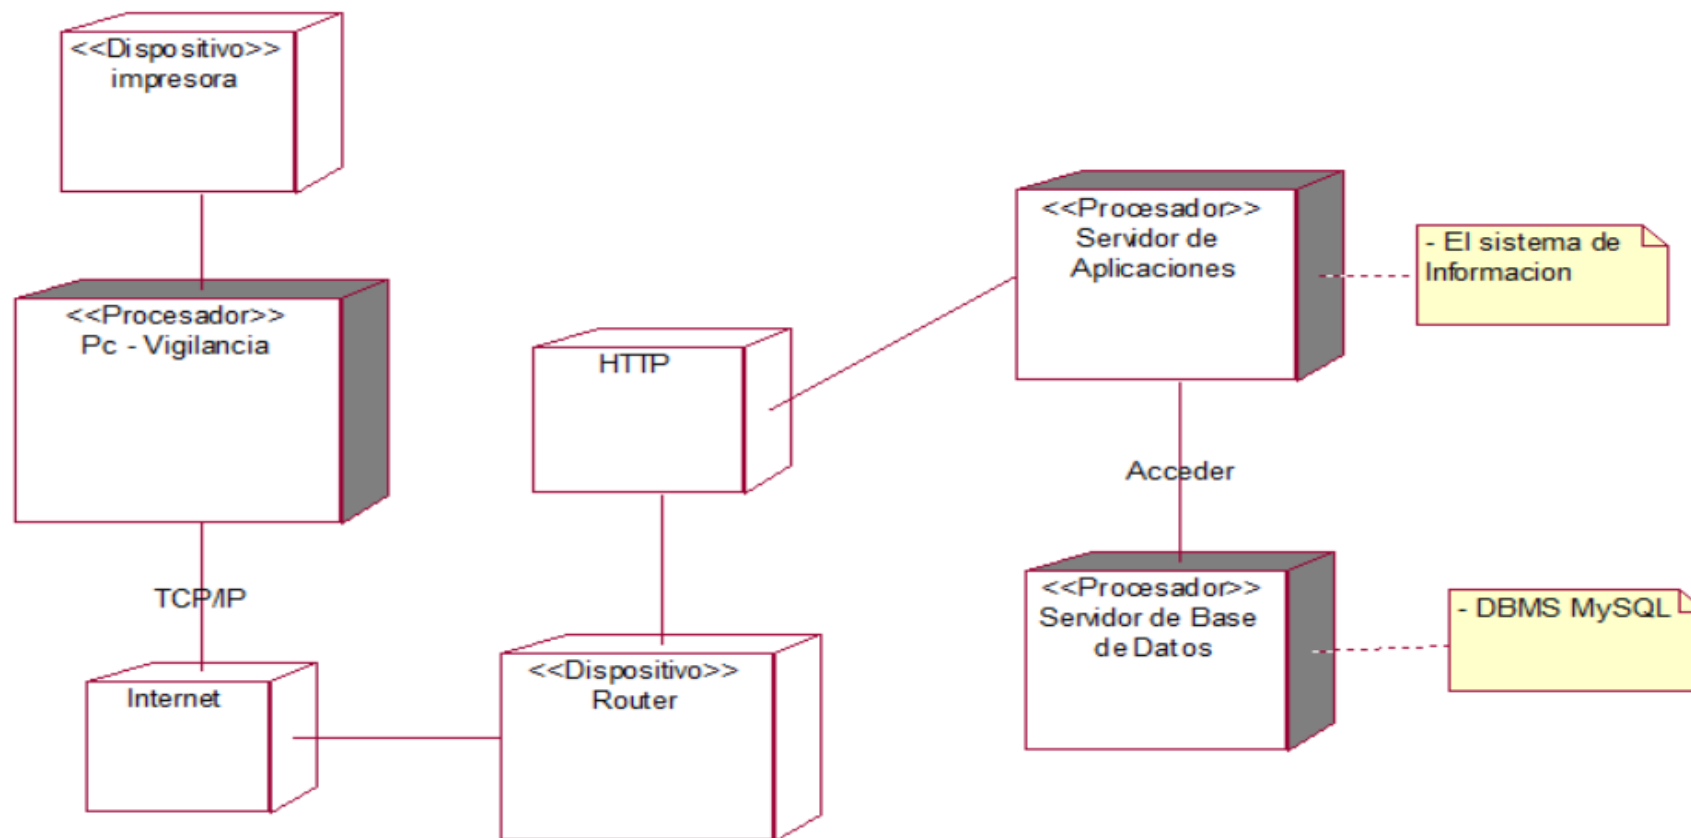 <<Dispositivo>>
impresora
<<Procesador>>
Pc - Vigilancia
TCP/IP
Internet
<<Dispositivo>>
Router
HTTP
<<Procesador>>
Servidor de
Aplicaciones
- El sistema de
Informacion
Acceder
<<Procesador>>
Servidor de Base
de Datos
- DBMS MySQL